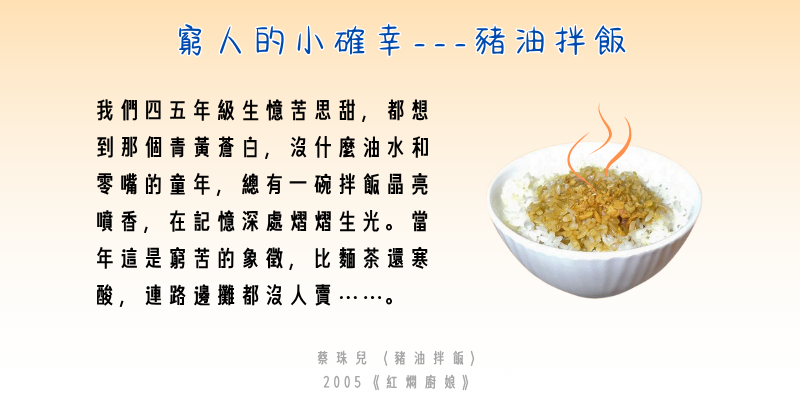 窮人的小確幸---豬油拌飯
我們四五年級生憶苦思甜，都想
到那個青黃蒼白，沒什麼油水和
零嘴的童年，總有一碗拌飯晶亮
噴香，在記憶深處熠熠生光。當
年這是窮苦的象徵，比麵茶還寒
酸，連路邊攤都沒人賣……。
蔡珠兒〈豬油拌飯〉
2005《紅燜廚娘》